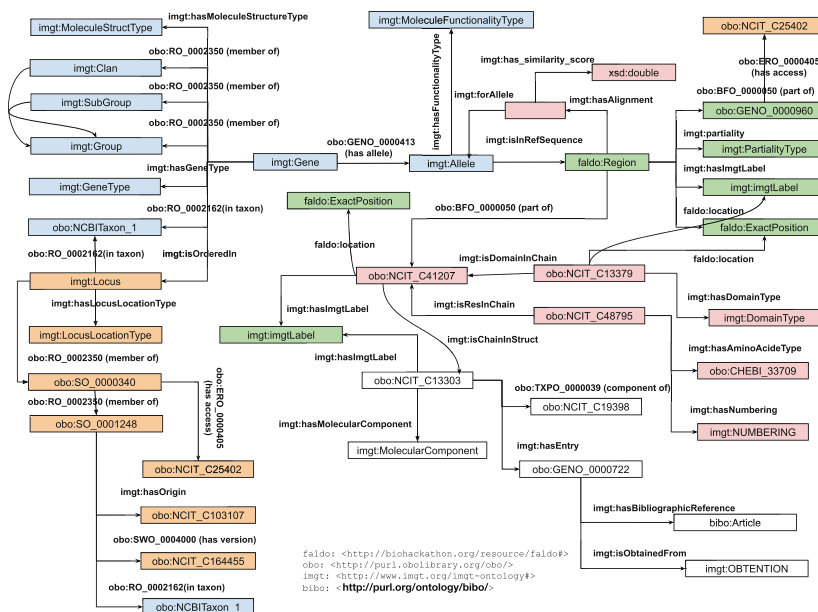 imgt:hasMoleculeStructureType
imgt:MoleculeStructType
obo:RO_0002350 (member of)
imgt:Clan
obo:RO_0002350 (member of)
imgt:SubGroup
obo:RO_0002350 (member of)
imgt:Group
imgt:hasGeneType
imgt:GeneType
obo:RO_0002162(in taxon)
obo:NCBITaxon_1
imgt:isOrderedIn
obo:RO_0002162(in taxon)
imgt:Locus
imgt:hasLocusLocationType
imgt:LocusLocationType
obo:RO_0002350 (member of)
obo:SO_0000340
obo:RO_0002350 (member of)
obo:SO_0001248
obo:ERO_0000405
(has access)
obo:NCIT_C25402
imgt:hasOrigin
obo:NCIT_C103107
obo:SWO_0004000 (has version)
obo:NCIT_C164455
obo:RO_0002162(in taxon)
obo:NCBITaxon_1
imgt:Gene
obo:GENO_0000413
(has allele)
imgt:MoleculeFunctionalityType
imgt:hasFunctionalityType
imgt:Allele
imgt:has_similarity_score
xsd:double
imgt:forAllele
imgt:hasAlignment
imgt:isInRefSequence
faldo:Region
obo:NCIT_C25402
obo:ERO_0000405
(has access)
obo:BFO_0000050 (part of)
obo:GENO_0000960
imgt:partiality
imgt:PartialityType
imgt:hasImgtLabel
imgt:imgtLabel
faldo:location
faldo:ExactPosition
faldo:location
faldo:ExactPosition
faldo:location
obo:BFO_0000050 (part of)
obo:NCIT_C41207
imgt:isDomainInChain
obo:NCIT_C13379
imgt:hasDomainType
imgt:DomainType
imgt:isResInChain
obo:NCIT_C48795
imgt:hasAminoAcideType
obo:CHEBI_33709
imgt:hasNumbering
imgt:NUMBERING
imgt:hasImgtLabel
imgt:imgtLabel
imgt:isChainInStruct
imgt:hasImgtLabel
obo:NCIT_C13303
obo:TXPO_0000039 (component of)
obo:NCIT_C19398
imgt:hasMolecularComponent
imgt:MolecularComponent
imgt:hasEntry
obo:GENO_0000722
imgt:hasBibliographicReference
bibo:Article
imgt:isObtainedFrom
imgt:OBTENTION
faldo: <http://biohackathon.org/resource/faldo#>
obo: <http://purl.obolibrary.org/obo/>
imgt: <http://www.imgt.org/imgt-ontology#>
bibo: <http://purl.org/ontology/bibo/>